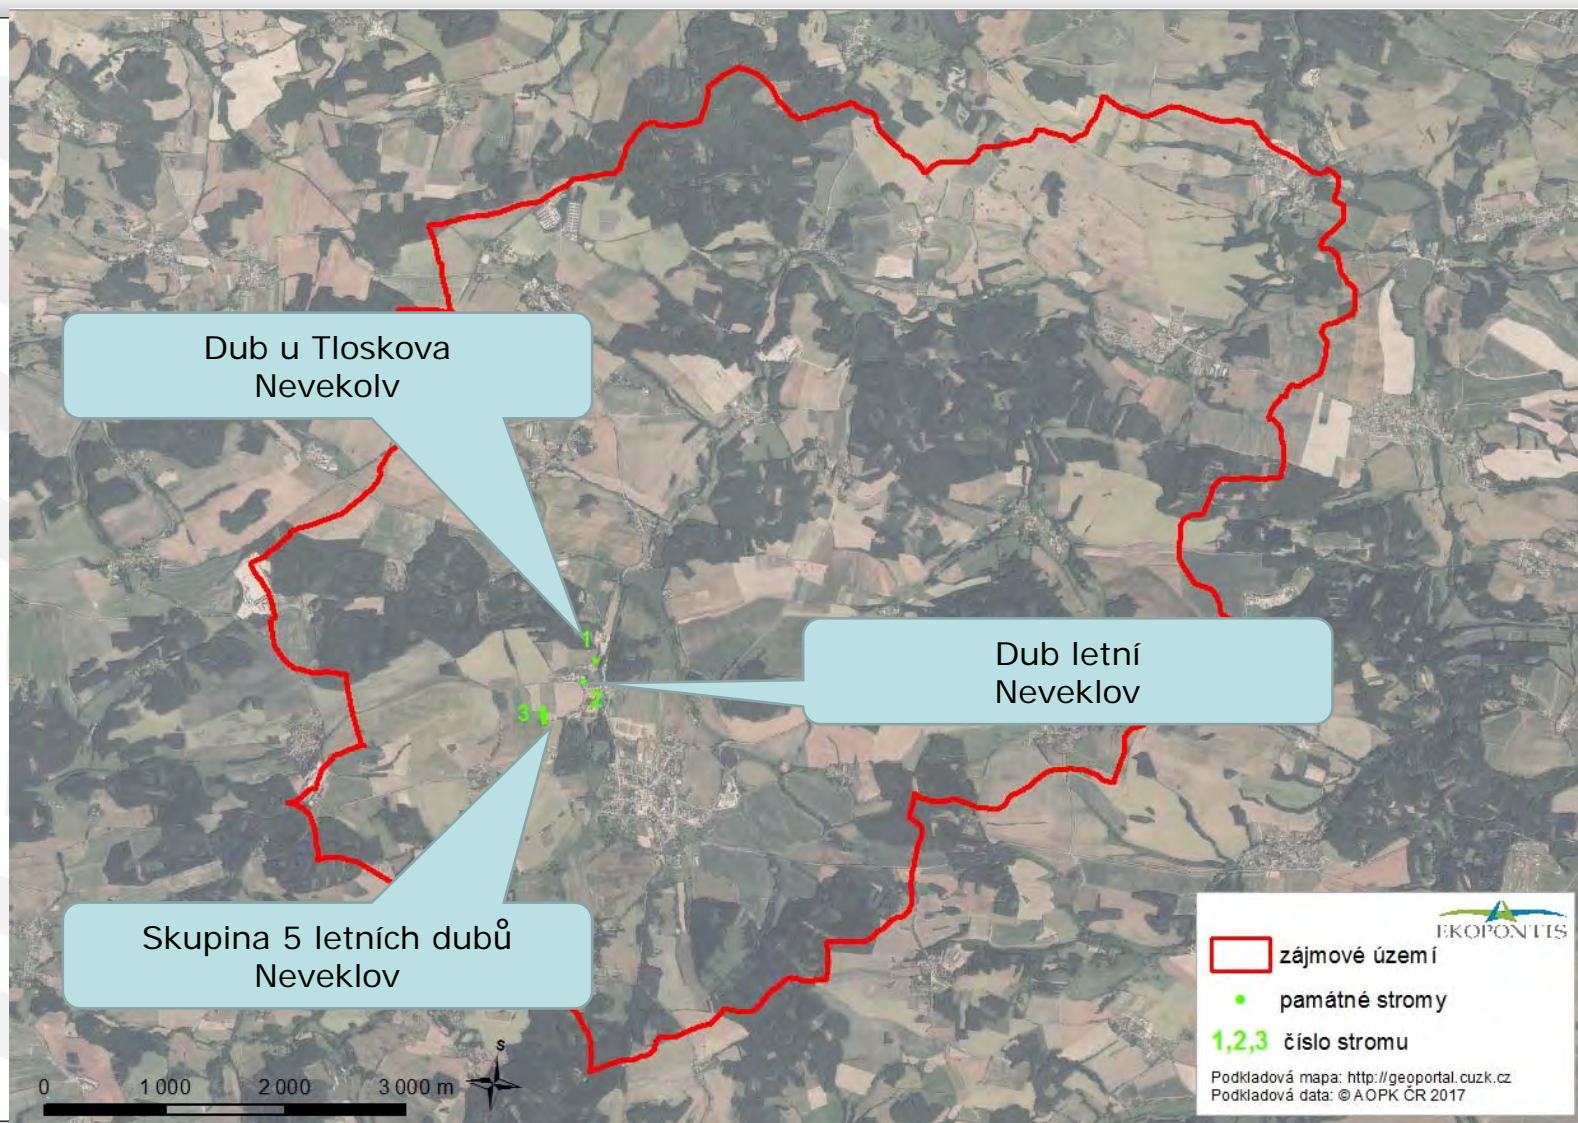 Dub u Tloskova
Nevekolv
1
Dub letní
Neveklov
2
3
Skupina 5 letních dubů
Neveklov
EKOPONTIS
zájmové území
památné stromy
1,2,3 číslo stromu
Podkladová mapa: http://geoportal.cuzk.cz
Podkladová data: © AOPK ČR 2017
S
0 1 000 2 000 3 000 m